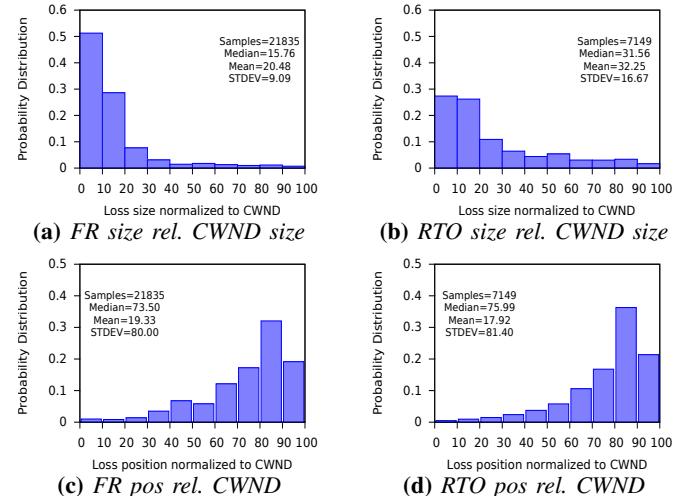 0.6
0.5
0.4
0.3
0.2
0.1
0
Probability Distribution
Samples=21835
Median=15.76
Mean=20.48
STDEV=9.09
0 10 20 30 40 50 60 70 80 90 100
Loss size normalized to CWND
(a) FR size rel. CWND size
0.6
0.5
0.4
0.3
0.2
0.1
0
Probability Distribution
Samples=7149
Median=31.56
Mean=32.25
STDEV=16.67
0 10 20 30 40 50 60 70 80 90 100
Loss size normalized to CWND
(b) RTO size rel. CWND size
0.5
0.4
0.3
0.2
0.1
0
Probability Distribution
Samples=21835
Median=73.50
Mean=19.33
STDEV=80.00
0 10 20 30 40 50 60 70 80 90 100
Loss position normalized to CWND
(c) FR pos rel. CWND
0.5
0.4
0.3
0.2
0.1
0
Probability Distribution
Samples=7149
Median=75.99
Mean=17.92
STDEV=81.40
0 10 20 30 40 50 60 70 80 90 100
Loss position normalized to CWND
(d) RTO pos rel. CWND